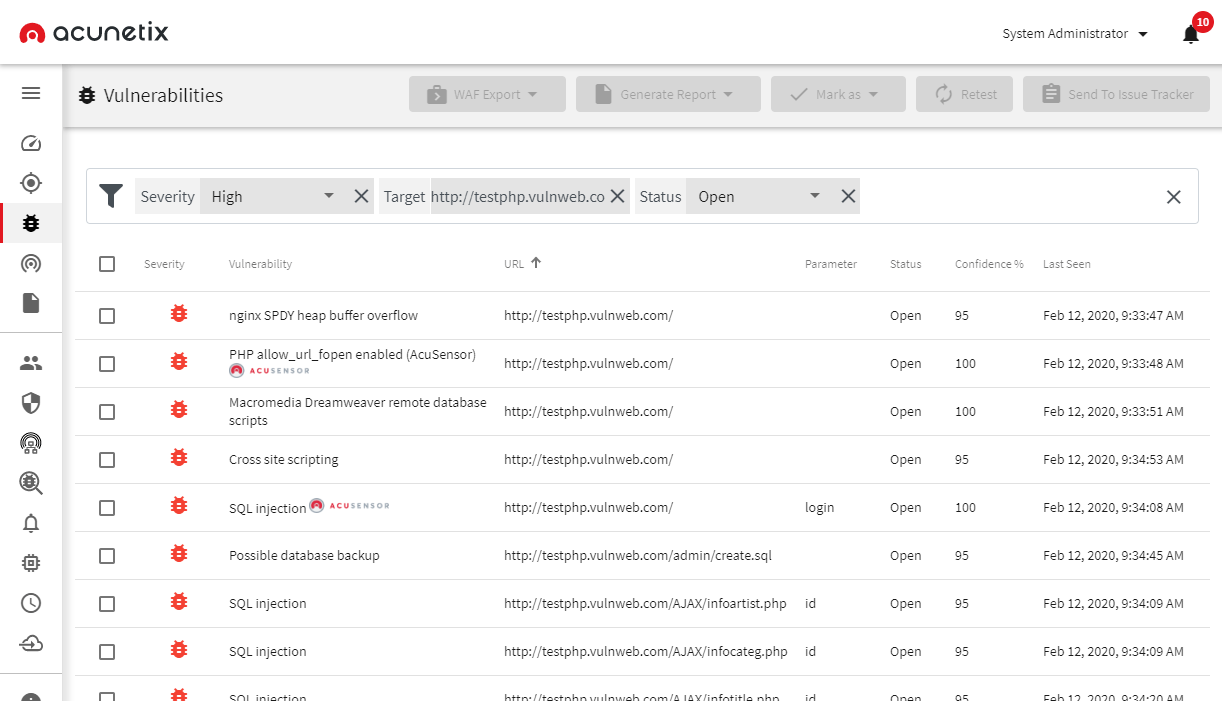 acunetix
System Administrator
10
Vulnerabilities
WAF Export
Generate Report
Mark as
Retest
Send To Issue Tracker
Severity High Target http://testphp.vulnweb.co Status Open
Severity Vulnerability URL Parameter Status Confidence % Last Seen
nginx SPDY heap buffer overflow http://testphp.vulnweb.com/ Open 95 Feb 12, 2020, 9:33:47 AM
PHP allow_url_fopen enabled (AcuSensor) http://testphp.vulnweb.com/ Open 100 Feb 12, 2020, 9:33:48 AM
ACUSENSOR
Macromedia Dreamweaver remote database
scripts http://testphp.vulnweb.com/ Open 100 Feb 12, 2020, 9:33:51 AM
Cross site scripting http://testphp.vulnweb.com/ Open 95 Feb 12, 2020, 9:34:53 AM
SQL injection ACUSENSOR http://testphp.vulnweb.com/ login Open 100 Feb 12, 2020, 9:34:08 AM
Possible database backup http://testphp.vulnweb.com/admin/create.sql Open 95 Feb 12, 2020, 9:34:45 AM
SQL injection http://testphp.vulnweb.com/AJAX/infoartist.php id Open 95 Feb 12, 2020, 9:34:09 AM
SQL injection http://testphp.vulnweb.com/AJAX/infocateg.php id Open 95 Feb 12, 2020, 9:34:09 AM
SQL injection http://testphp.vulnweb.com/AJAX/infotitle.php id Open 95 Feb 12, 2020, 9:34:20 AM